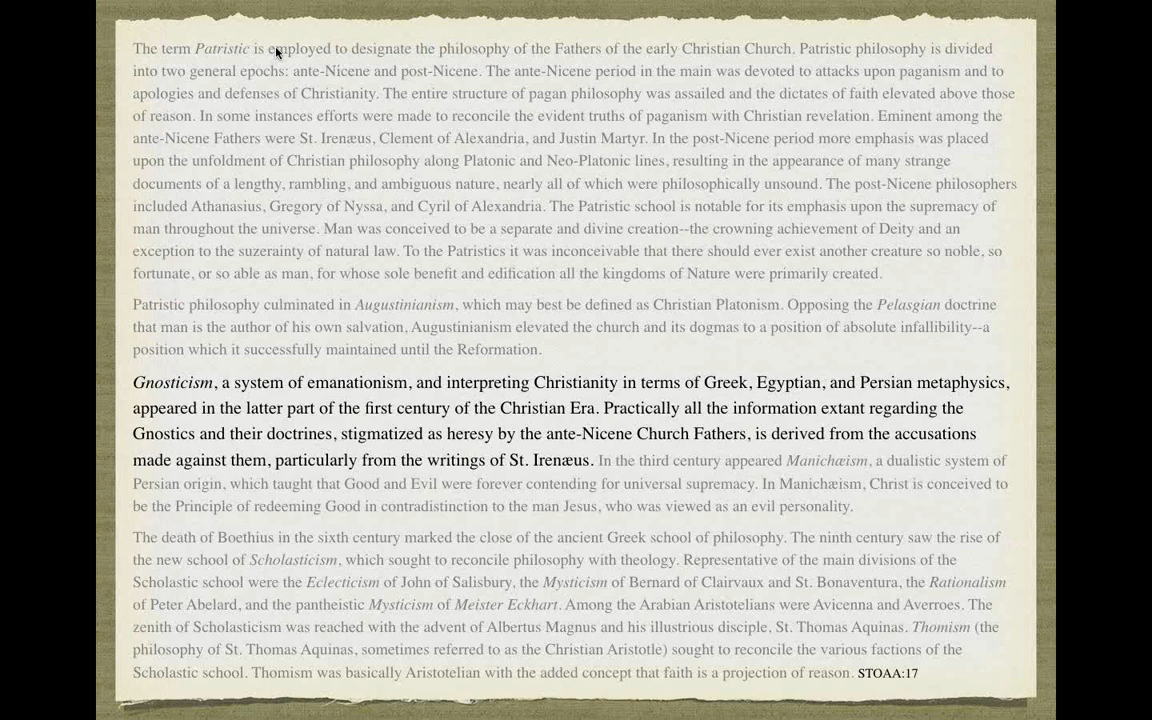 The term Patristic is employed to designate the philosophy of the Fathers of the early Christian Church. Patristic philosophy is divided
into two general epochs: ante-Nicene and post-Nicene. The ante-Nicene period in the main was devoted to attacks upon paganism and to
apologies and defenses of Christianity. The entire structure of pagan philosophy was assailed and the dictates of faith elevated above those
of reason. In some instances efforts were made to reconcile the evident truths of paganism with Christian revelation. Eminent among the
ante-Nicene Fathers were St. Irenæus, Clement of Alexandria, and Justin Martyr. In the post-Nicene period more emphasis was placed
upon the unfoldment of Christian philosophy along Platonic and Neo-Platonic lines, resulting in the appearance of many strange
documents of a lengthy, rambling, and ambiguous nature, nearly all of which were philosophically unsound. The post-Nicene philosophers
included Athanasius, Gregory of Nyssa, and Cyril of Alexandria. The Patristic school is notable for its emphasis upon the supremacy of
man throughout the universe. Man was conceived to be a separate and divine creation--the crowning achievement of Deity and an
exception to the suzerainty of natural law. To the Patristics it was inconceivable that there should ever exist another creature so noble, so
fortunate, or so able as man, for whose sole benefit and edification all the kingdoms of Nature were primarily created.
Patristic philosophy culminated in Augustinianism, which may best be defined as Christian Platonism. Opposing the Pelasgian doctrine
that man is the author of his own salvation, Augustinianism elevated the church and its dogmas to a position of absolute infallibility--a
position which it successfully maintained until the Reformation.
Gnosticism, a system of emanationism, and interpreting Christianity in terms of Greek, Egyptian, and Persian metaphysics,
appeared in the latter part of the first century of the Christian Era. Practically all the information extant regarding the
Gnostics and their doctrines, stigmatized as heresy by the ante-Nicene Church Fathers, is derived from the accusations
made against them, particularly from the writings of St. Irenæus. In the third century appeared Manichæism, a dualistic system of
Persian origin, which taught that Good and Evil were forever contending for universal supremacy. In Manichæism, Christ is conceived to
be the Principle of redeeming Good in contradistinction to the man Jesus, who was viewed as an evil personality.
The death of Boethius in the sixth century marked the close of the ancient Greek school of philosophy. The ninth century saw the rise of
the new school of Scholasticism, which sought to reconcile philosophy with theology. Representative of the main divisions of the
Scholastic school were the Eclecticism of John of Salisbury, the Mysticism of Bernard of Clairvaux and St. Bonaventura, the Rationalism
of Peter Abelard, and the pantheistic Mysticism of Meister Eckhart. Among the Arabian Aristotelians were Avicenna and Averroes. The
zenith of Scholasticism was reached with the advent of Albertus Magnus and his illustrious disciple, St. Thomas Aquinas. Thomism (the
philosophy of St. Thomas Aquinas, sometimes referred to as the Christian Aristotle) sought to reconcile the various factions of the
Scholastic school. Thomism was basically Aristotelian with the added concept that faith is a projection of reason. STOAA:17